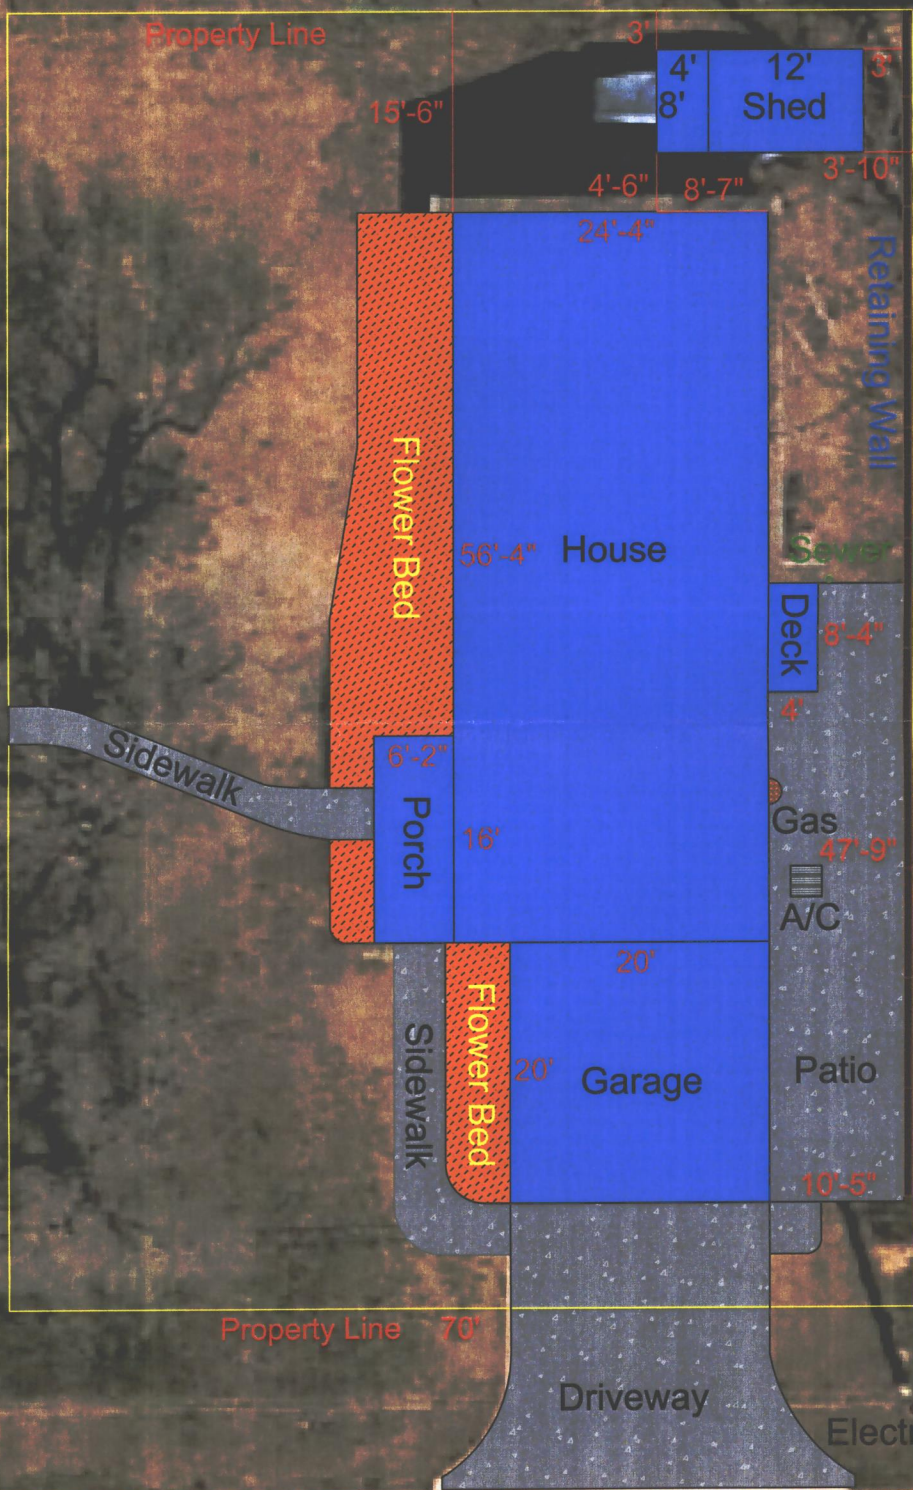 Property Line
3'
4'
12'
3'
8'
Shed
15'-6"
3'-10"
4'-6"
8'-7"
24'-4"
Retaining Wall
Flower Bed
56'-4"
House
Sewer
Deck
8'-4"
4'
Sidewalk
6'-2"
Porch
16'
Gas
47'-9"
A/C
20'
Sidewalk
Flower Bed
20'
Garage
Patio
10'-5"
Property Line 70'
Driveway
Electr